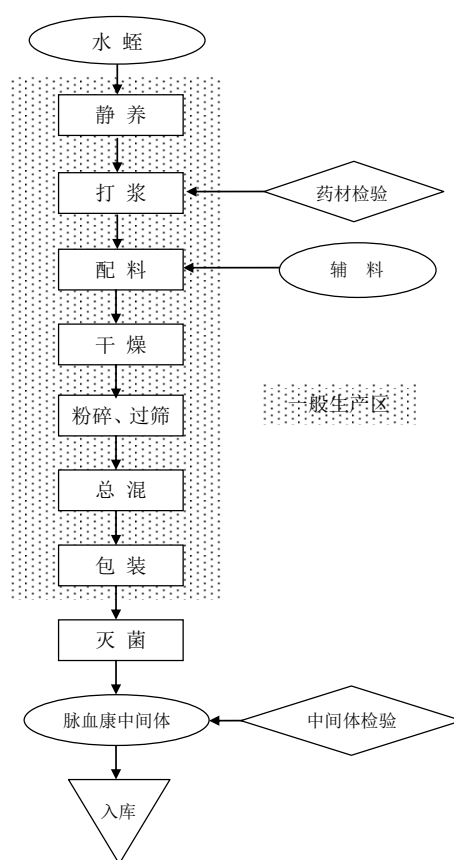 水 蛭
静 养
打 浆
药材检验
配 料
辅 料
干 燥
粉碎、过筛
一般生产区
总 混
包 装
灭 菌
脉血康中间体
中间体检验
入库